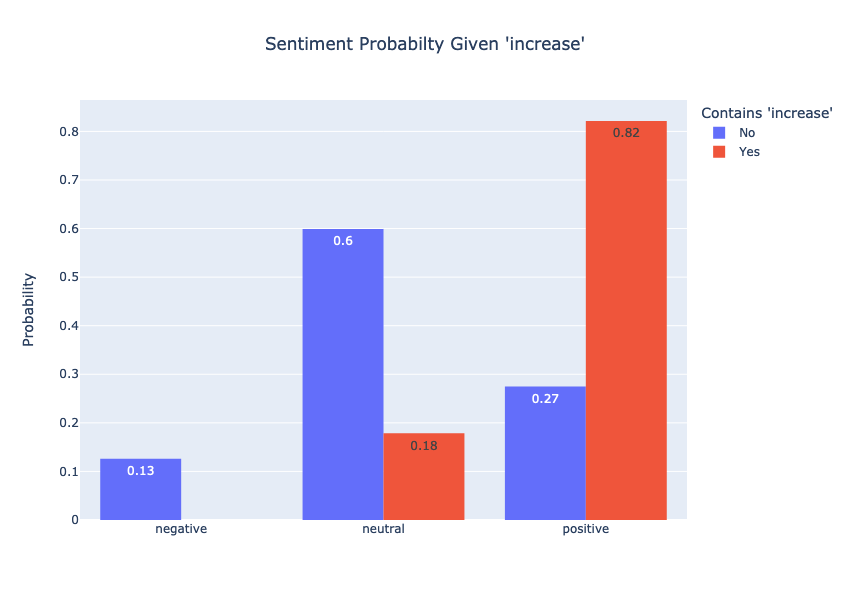 Sentiment Probabilty Given 'increase'
Contains 'increase'
No
Yes
Probability
0.8
0.7
0.6
0.5
0.4
0.3
0.2
0.1
0
0.13
0.6
0.18
0.27
0.82
negative
neutral
positive